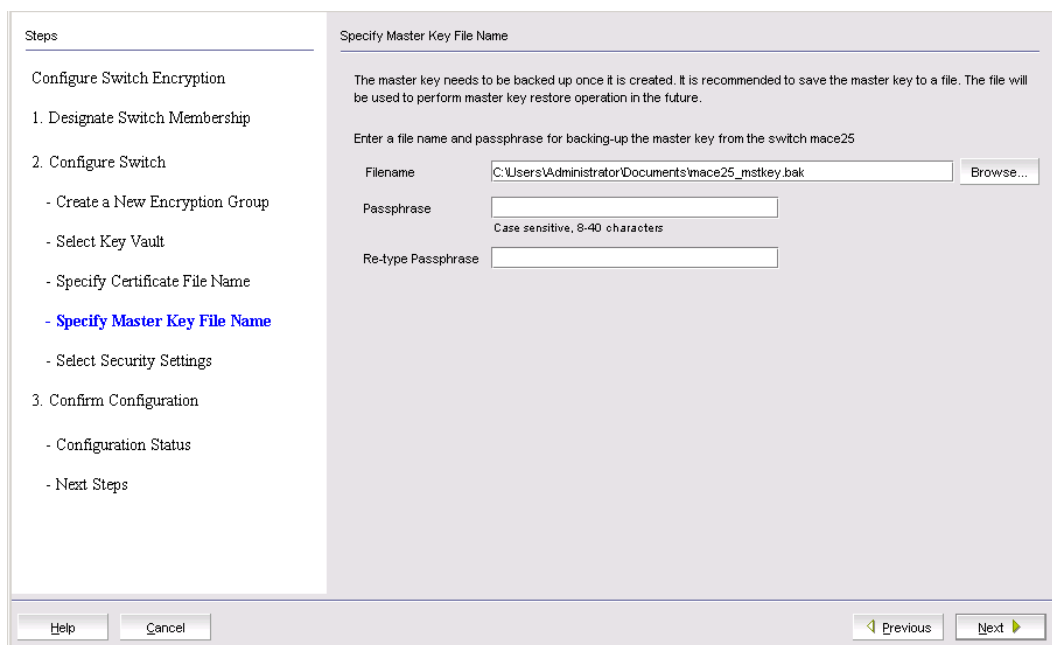 Steps
Configure Switch Encryption
1. Designate Switch Membership
2. Configure Switch
- Create a New Encryption Group
- Select Key Vault
- Specify Certificate File Name
- Specify Master Key File Name
- Select Security Settings
3. Confirm Configuration
- Configuration Status
- Next Steps
Specify Master Key File Name
The master key needs to be backed up once it is created. It is recommended to save the master key to a file. The file will
be used to perform master key restore operation in the future.
Enter a file name and passphrase for backing-up the master key from the switch mace25
Filename C:\Users\Administrator\Documents\mace25_mstkey.bak Browse...
Passphrase
Case sensitive, 8-40 characters
Re-type Passphrase
Help Cancel Previous Next